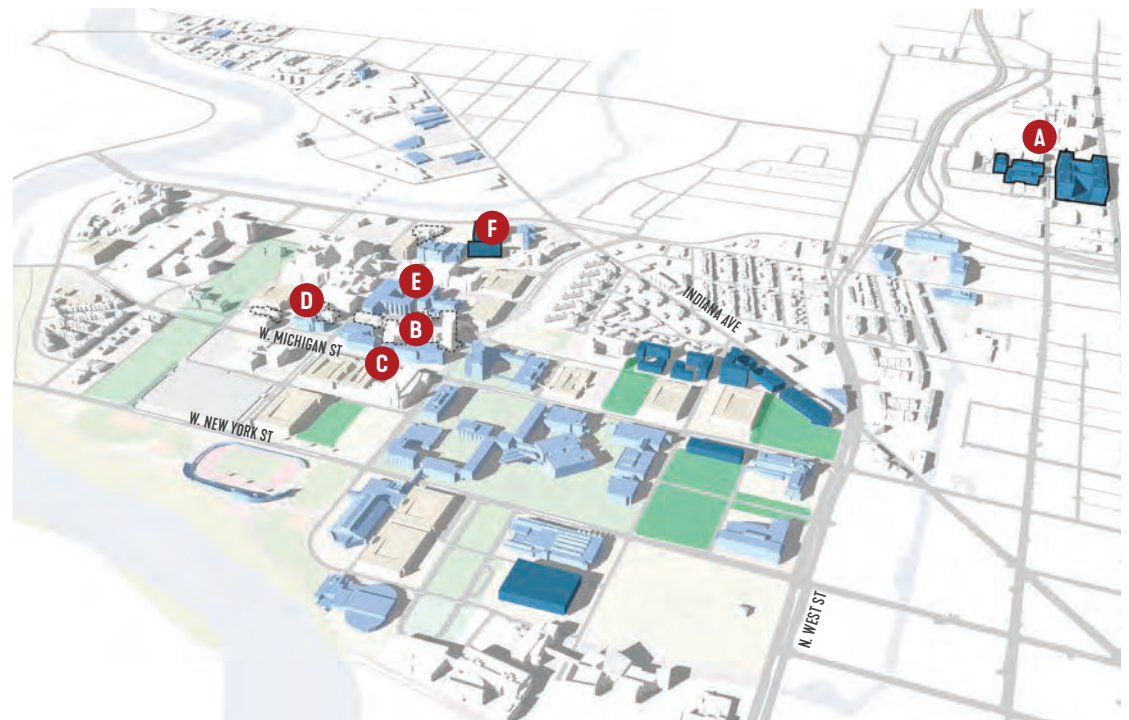 A
F
E
INDIANA AVE
D
B
W. MICHIGAN ST
C
W. NEW YORK ST
N. WEST ST